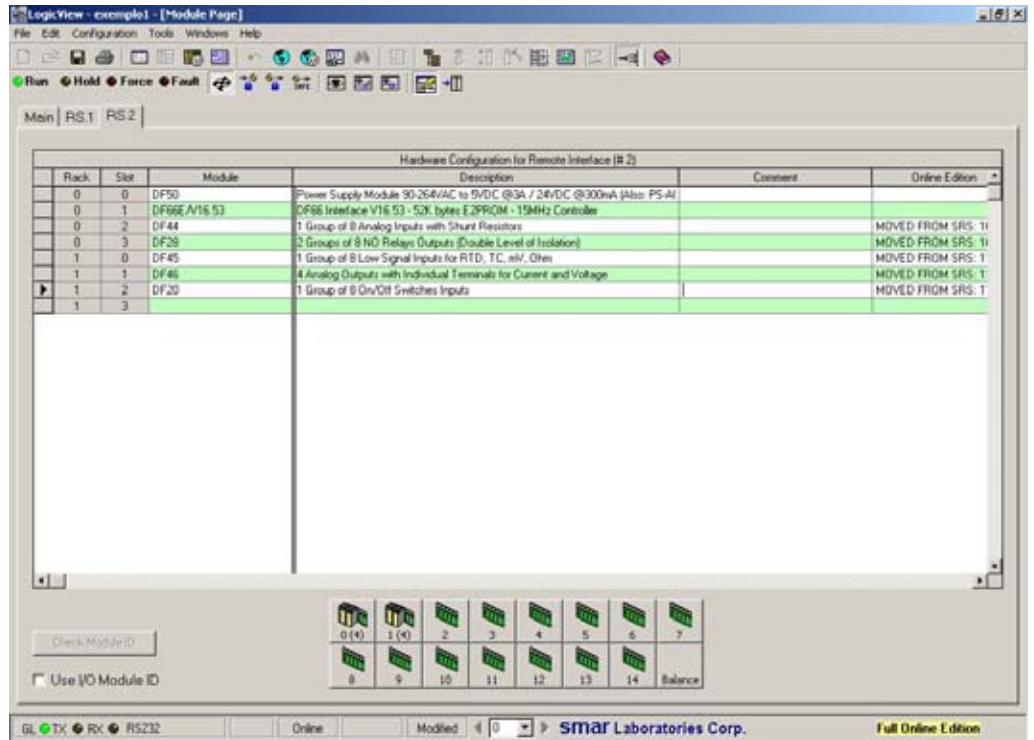 LogicView - exemplo1 - [Module Page]
File Edit Configuration Tools Windows Help
Run Hold Force Fault
Main RS.1 RS.2
Hardware Configuration for Remote Interface (# 2)
Rack Slot Module Description Comment Online Edition
0 0 DF50 Power Supply Module 90-264VAC to 5VDC @3A / 24VDC @300mA (Also: PS-A
0 1 DF66E/V16.53 DF66 Interface V16.53 - 52K bytes E2PROM - 15MHz Controller
0 2 DF44 1 Group of 8 Analog Inputs with Shunt Resistors MOVED FROM SRS: 1
0 3 DF28 2 Groups of 8 NO Relays Outputs (Double Level of Isolation) MOVED FROM SRS: 1
1 0 DF45 1 Group of 8 Low Signal Inputs for RTD, TC, mV, Ohm MOVED FROM SRS: 1
1 1 DF46 4 Analog Outputs with Individual Terminals for Current and Voltage MOVED FROM SRS: 1
1 2 DF20 1 Group of 8 On/Off Switches Inputs MOVED FROM SRS: 1
1 3
0 (4) 1 (4) 2 3 4 5 6 7
Check Module ID
8 9 10 11 12 13 14 Balance
Use I/O Module ID
GL TX RX RS232 Online Modified 0 smar Laboratories Corp. Full Online Edition